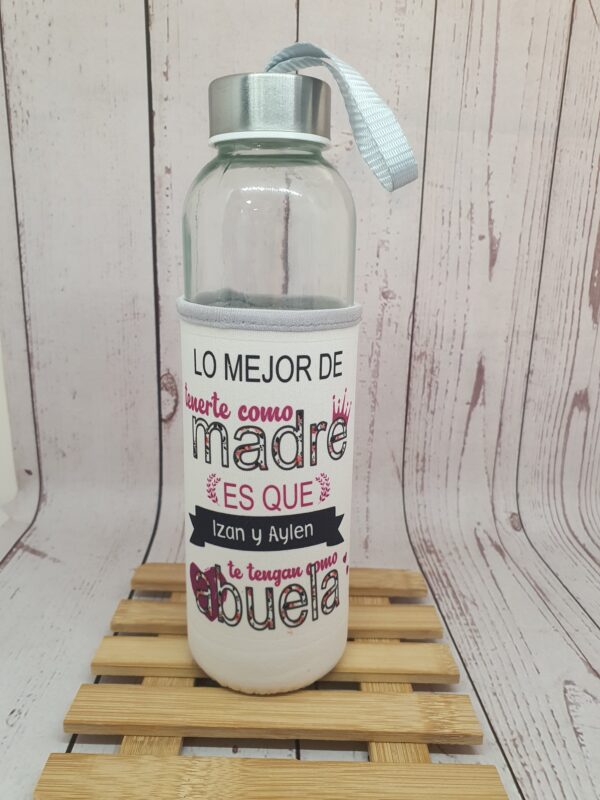 LO MEJOR DE
tenerte como
madre
ES QUE
Izan y Aylen
te tengan como
abuela